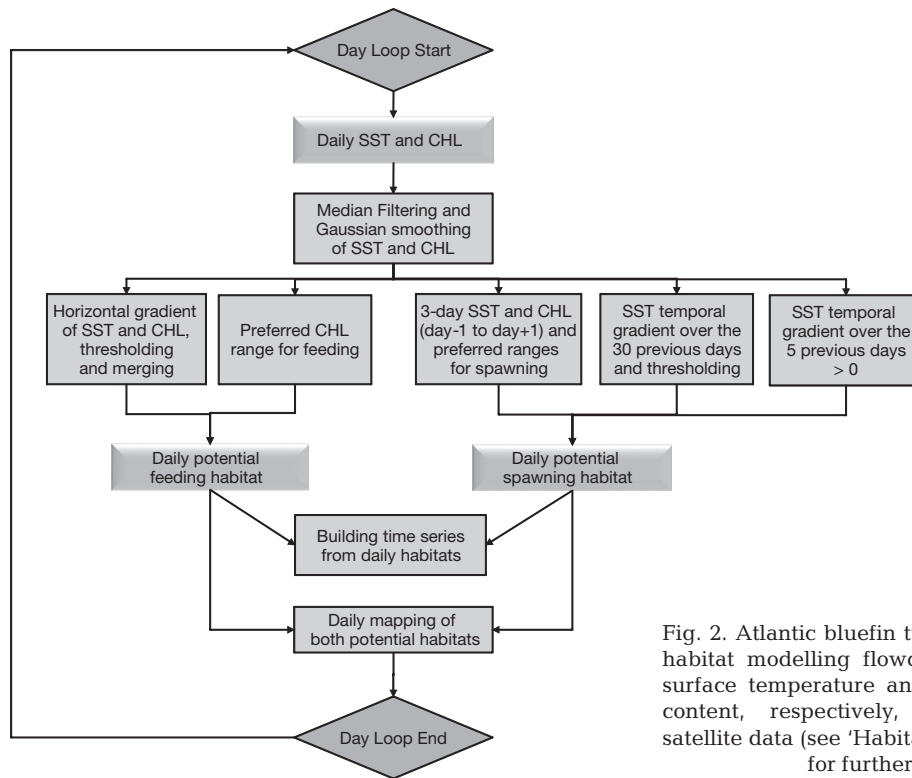 Day Loop Start
Daily SST and CHL
Median Filtering and
Gaussian smoothing
of SST and CHL
Horizontal gradient
of SST and CHL,
thresholding
and merging
Preferred CHL
range for feeding
3-day SST and CHL
(day-1 to day+1) and
preferred ranges
for spawning
SST temporal
gradient over the
30 previous days
and thresholding
SST temporal
gradient over the
5 previous days
> 0
Daily potential
feeding habitat
Daily potential
spawning habitat
Building time series
from daily habitats
Daily mapping of
both potential habitats
Day Loop End
Fig. 2. Atlantic bluefin
habitat modelling
surface temperature
content, respectively,
satellite data (see
for further